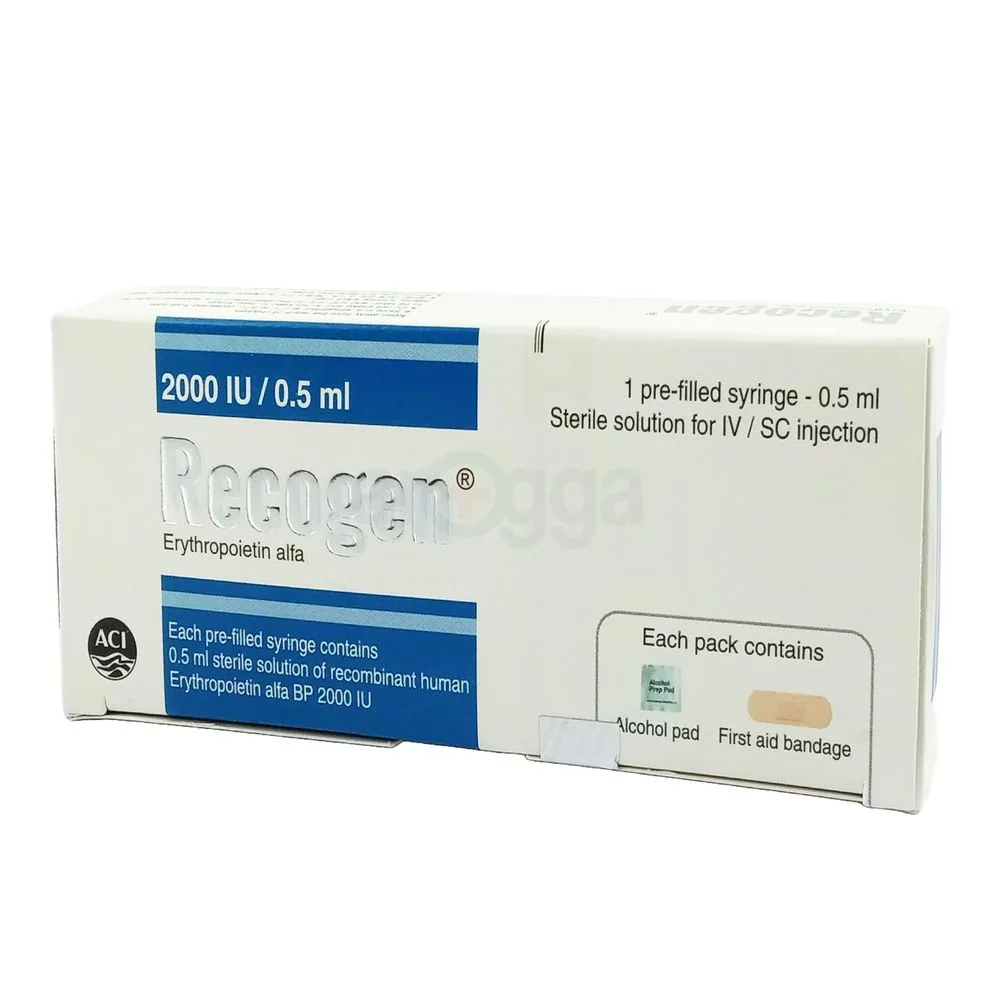 Recogen®
2000 IU / 0.5 ml
Recogen®
Erythropoietin alfa
ACI
Each pre-filled syringe contains
0.5 ml sterile solution of recombinant human
Erythropoietin alfa BP 2000 IU
1 pre-filled syringe - 0.5 ml
Sterile solution for IV / SC injection
Each pack contains
Alcohol
Prep Pad
Alcohol pad
First aid bandage